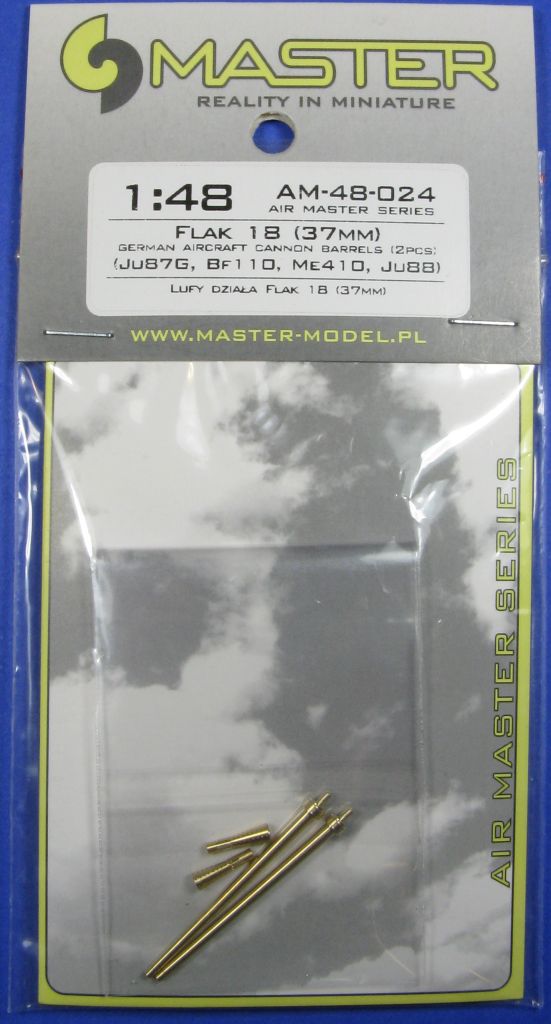 MASTER
REALITY IN MINIATURE
1:48
AM-48-024
AIR MASTER SERIES
FLAK 18 (37MM)
GERMAN AIRCRAFT CANNON BARRELS (2PCS)
(JU87G, BF110, ME410, JU88)
LUFY DZIAŁA FLAK 18 (37MM)
WWW.MASTER-MODEL.PL
AIR MASTER SERIES